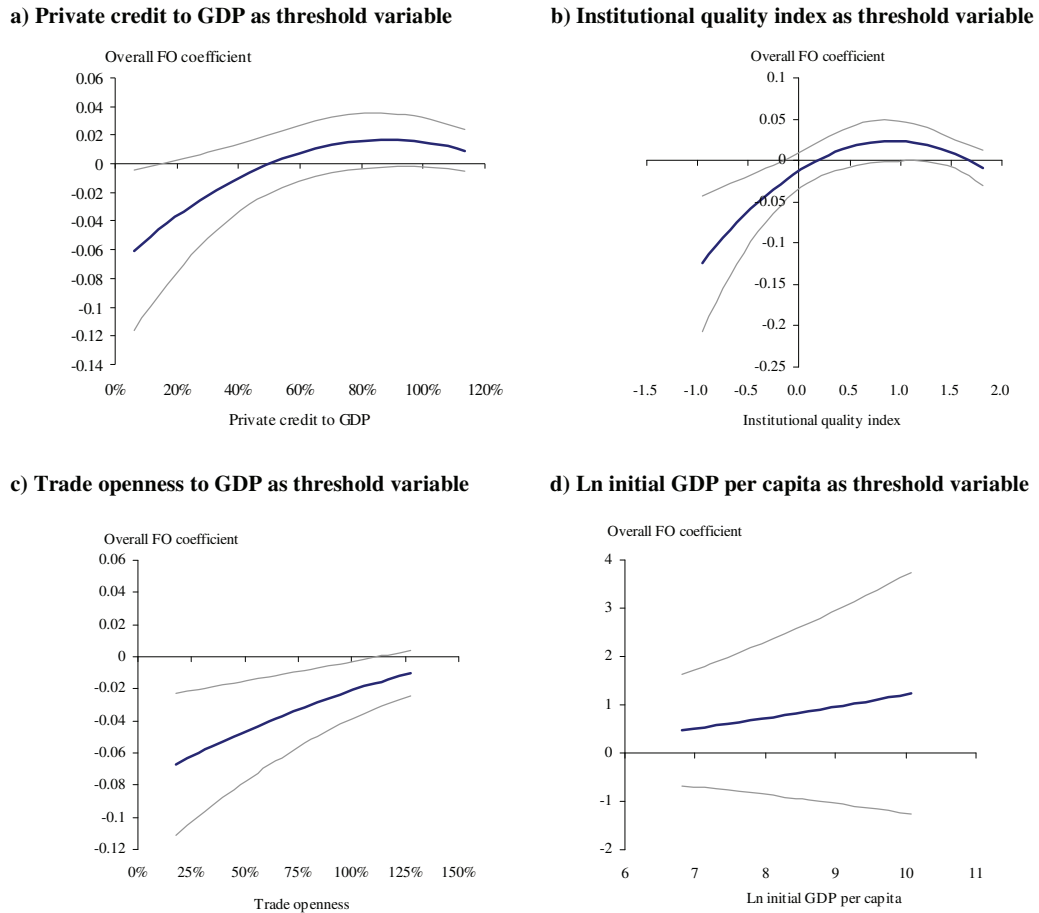 a) Private credit to GDP as threshold variable
Overall FO coefficient
0.06
0.04
0.02
0
-0.02
-0.04
-0.06
-0.08
-0.1
-0.12
-0.14
0% 20% 40% 60% 80% 100% 120%
Private credit to GDP
b) Institutional quality index as threshold variable
Overall FO coefficient
0.1
0.05
0
-0.05
-0.1
-0.15
-0.2
-0.25
-1.5 -1.0 -0.5 0.0 0.5 1.0 1.5 2.0
Institutional quality index
c) Trade openness to GDP as threshold variable
Overall FO coefficient
0.06
0.04
0.02
0
-0.02
-0.04
-0.06
-0.08
-0.1
-0.12
0% 25% 50% 75% 100% 125% 150%
Trade openness
d) Ln initial GDP per capita as threshold variable
Overall FO coefficient
4
3
2
1
0
-1
-2
6 7 8 9 10 11
Ln initial GDP per capita